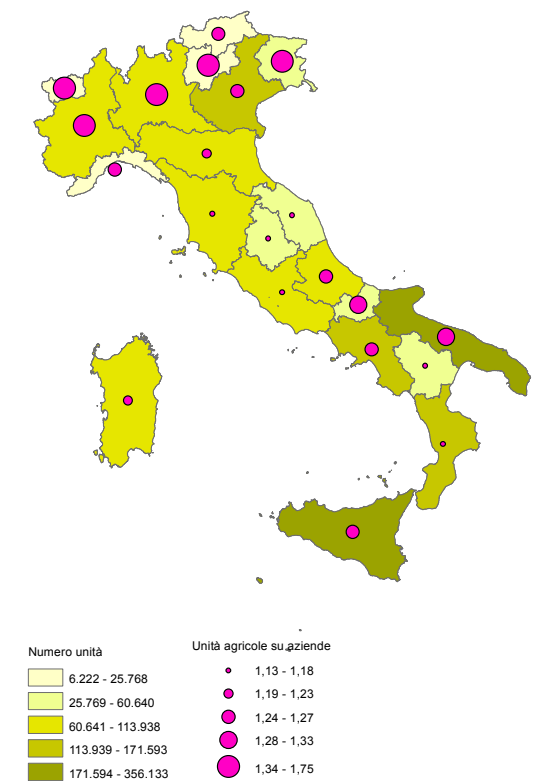 Numero unità
6.222 - 25.768
25.769 - 60.640
60.641 - 113.938
113.939 - 171.593
171.594 - 356.133
Unità agricole su aziende
1,13 - 1,18
1,19 - 1,23
1,24 - 1,27
1,28 - 1,33
1,34 - 1,75